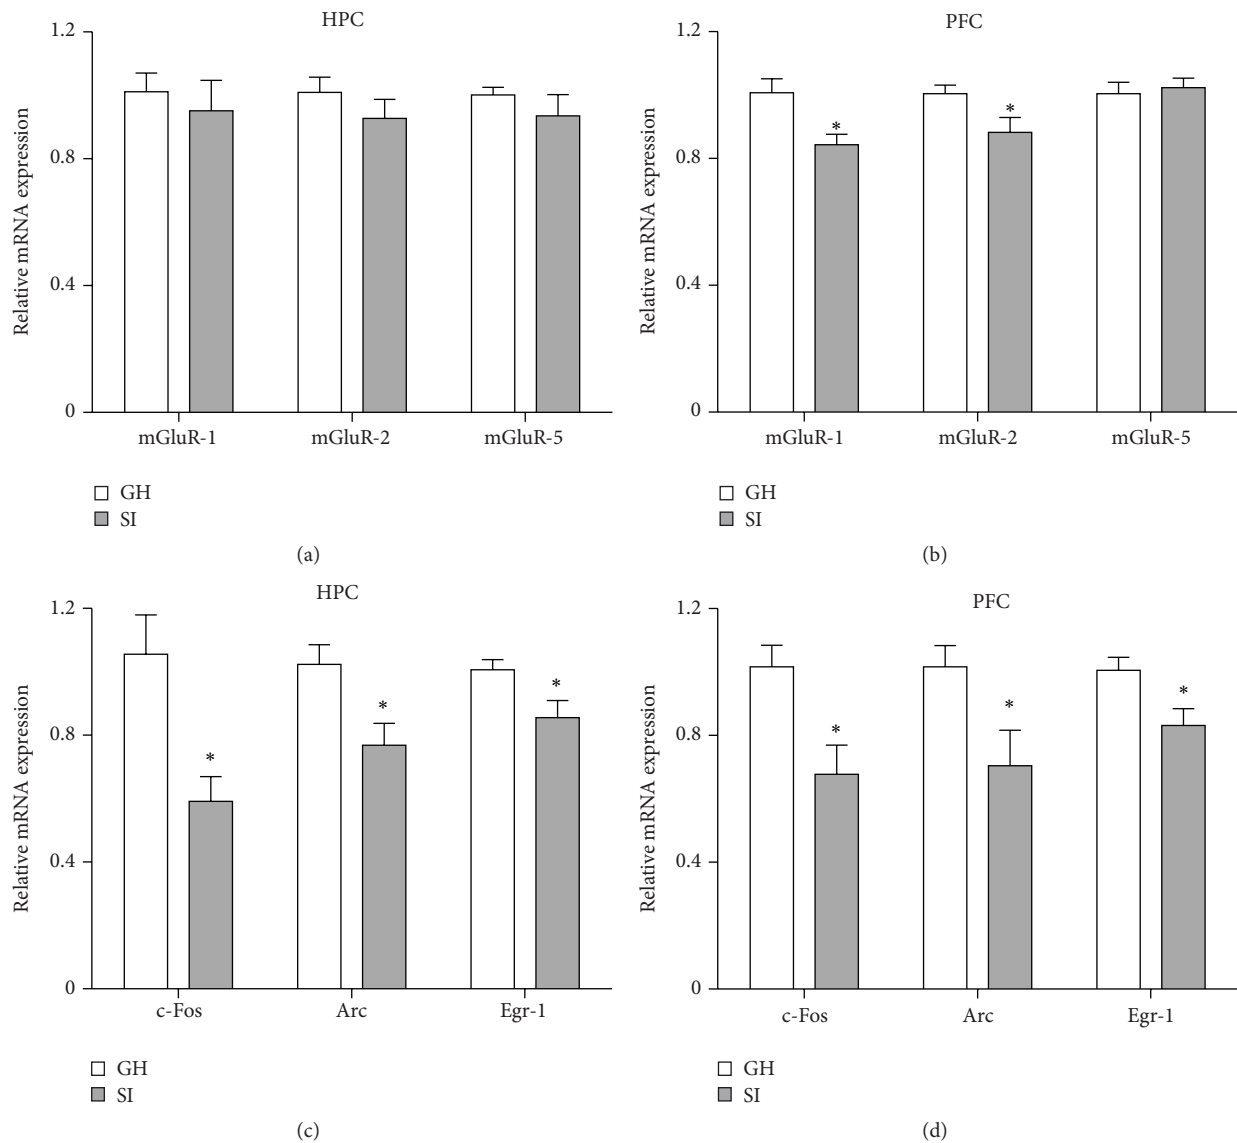 HPC
Relative mRNA expression
1.2
0.8
0.4
0
mGluR-1 mGluR-2 mGluR-5
GH
SI
(a)
PFC
Relative mRNA expression
1.2
0.8
0.4
0
* *
mGluR-1 mGluR-2 mGluR-5
GH
SI
(b)
HPC
Relative mRNA expression
1.2
0.8
0.4
0
* * *
c-Fos Arc Egr-1
GH
SI
(c)
PFC
Relative mRNA expression
1.2
0.8
0.4
0
* * *
c-Fos Arc Egr-1
GH
SI
(d)